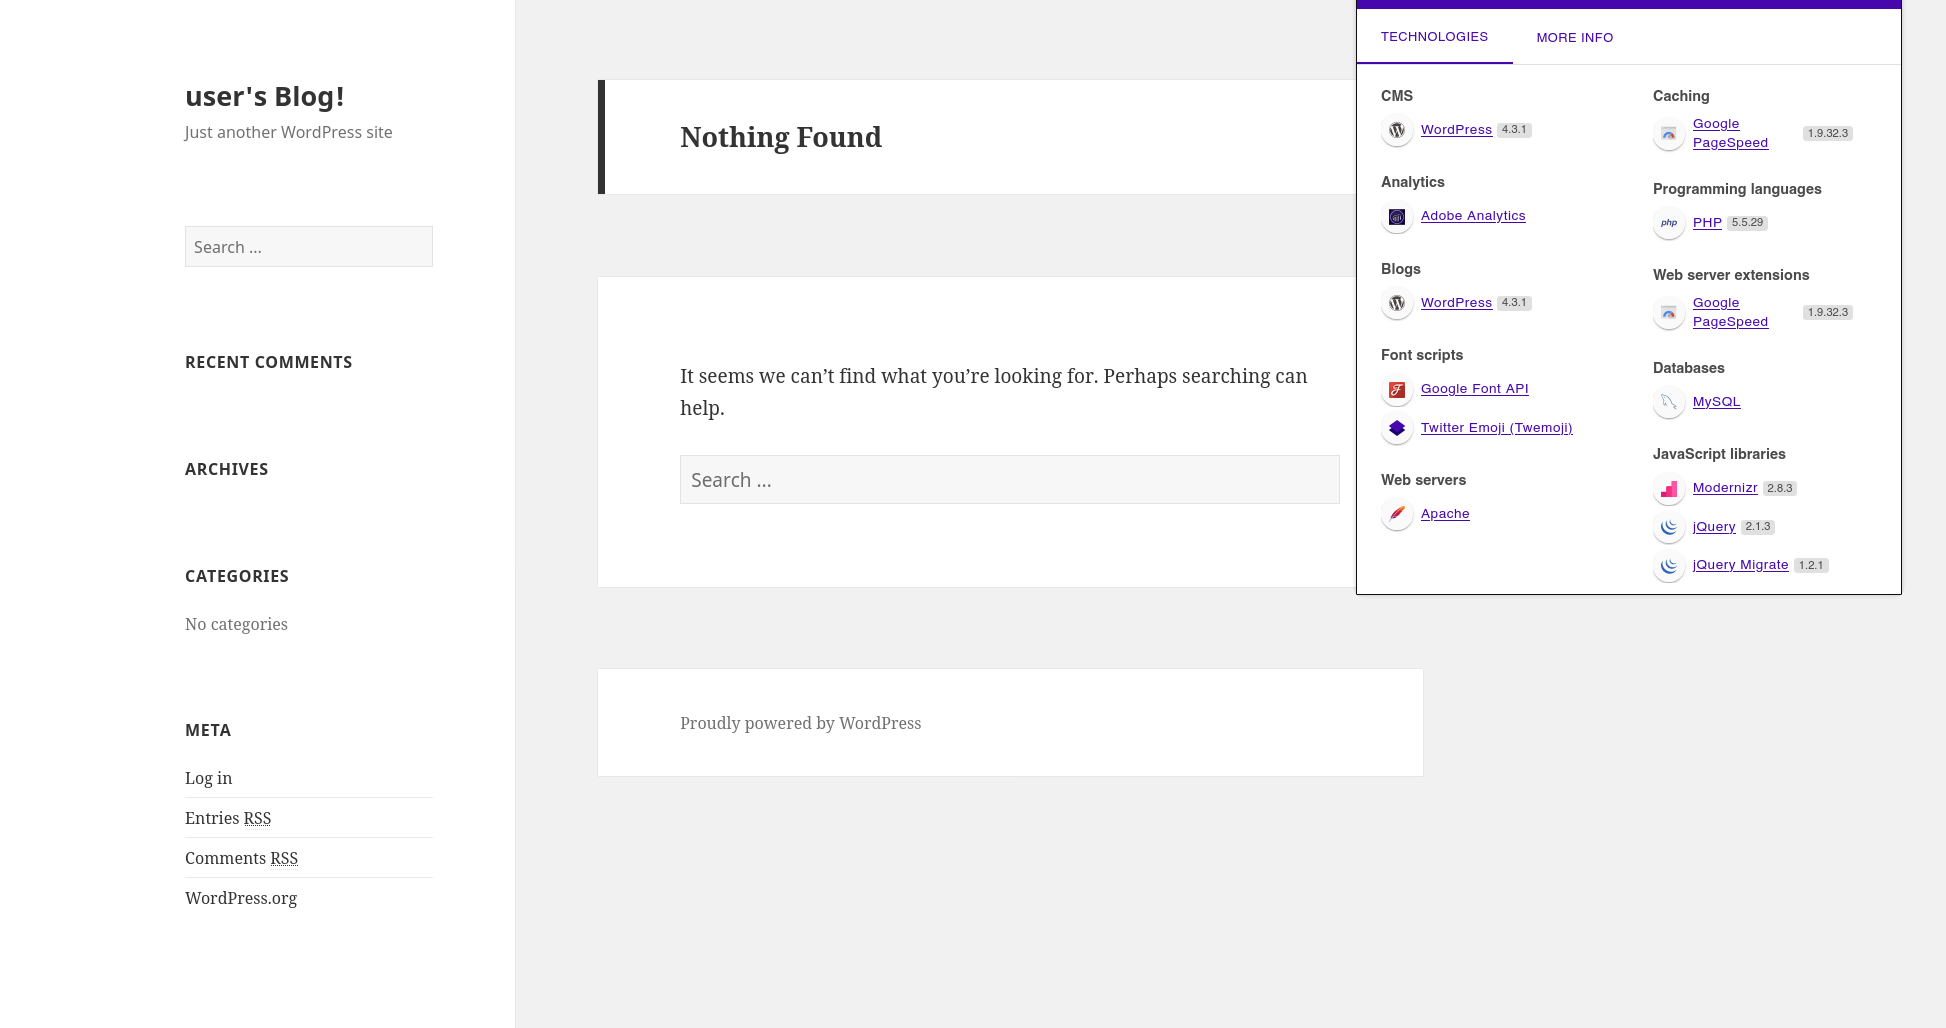 user's Blog!
Just another WordPress site
Search …
RECENT COMMENTS
ARCHIVES
CATEGORIES
No categories
META
Log in
Entries RSS
Comments RSS
WordPress.org
Nothing Found
It seems we can’t find what you’re looking for. Perhaps searching can
help.
Search …
Proudly powered by WordPress
TECHNOLOGIES
MORE INFO
CMS
WordPress 4.3.1
Analytics
Adobe Analytics
Blogs
WordPress 4.3.1
Font scripts
Google Font API
Twitter Emoji (Twemoji)
Web servers
Apache
Caching
Google
PageSpeed 1.9.32.3
Programming languages
php PHP 5.5.29
Web server extensions
Google
PageSpeed 1.9.32.3
Databases
MySQL
JavaScript libraries
Modernizr 2.8.3
jQuery 2.1.3
jQuery Migrate 1.2.1